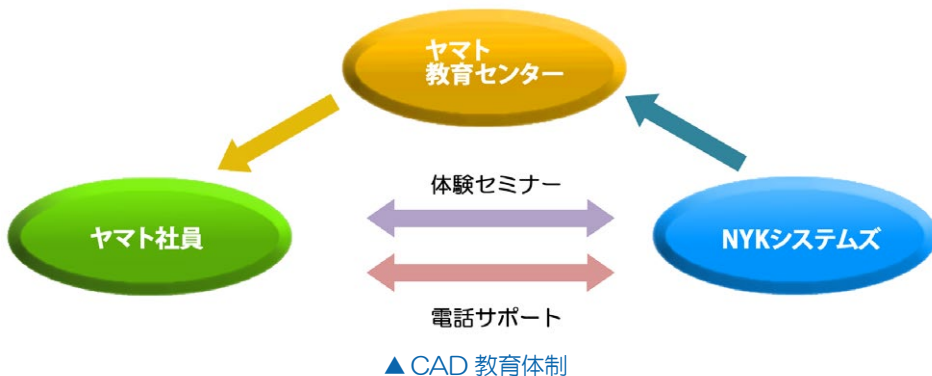 ヤマト
教育センター
体験セミナー
ヤマト社員
NYKシステムズ
電話サポート
▲ CAD 教育体制